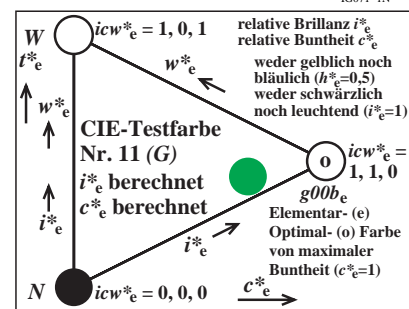 W icw*e = 1, 0, 1
t*e
relative Brillanz i*e
relative Buntheit c*e
w*e
weder gelblich noch
bläulich (h*e=0,5)
weder schwärzlich
noch leuchtend (i*e=1)
w*e
CIE-Testfarbe
Nr. 11 (G)
i*e berechnet
c*e berechnet
i*e
o icw*e =
1, 1, 0
g00be
i*e
Elementar- (e)
Optimal- (o) Farbe
von maximaler
Buntheit (c*e=1)
N icw*e = 0, 0, 0
c*e